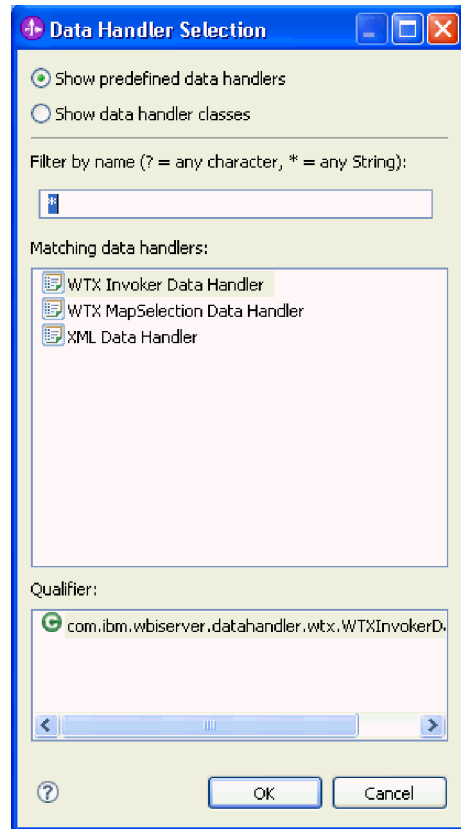 Data Handler Selection
Show predefined data handlers
Show data handler classes
Filter by name (? = any character, * = any String):
*
Matching data handlers:
WTX Invoker Data Handler
WTX MapSelection Data Handler
XML Data Handler
Qualifier:
com.ibm.wbiserver.datahandler.wtx.WTXInvokerD
OK
Cancel